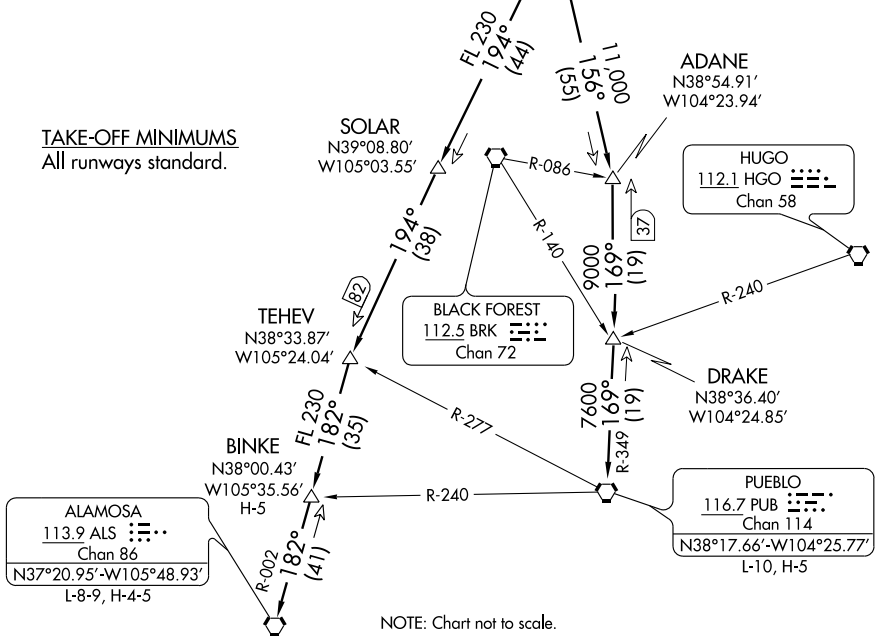 FL 230
194°
(44)
11,000
156°
(55)
ADANE
N38°54.91′
W104°23.94′
TAKE-OFF MINIMUMS
All runways standard.
SOLAR
N39°08.80′
W105°03.55′
R-086
HUGO
112.1 HGO
Chan 58
37
194°
(38)
R-140
9000
169°
(19)
R-240
82
BLACK FOREST
112.5 BRK
Chan 72
TEHEV
N38°33.87′
W105°24.04′
DRAKE
N38°36.40′
W104°24.85′
FL 230
182°
(35)
R-277
7600
169°
(19)
R-349
BINKE
N38°00.43′
W105°35.56′
H-5
R-240
PUEBLO
116.7 PUB
Chan 114
N38°17.66′-W104°25.77′
L-10, H-5
ALAMOSA
113.9 ALS
Chan 86
N37°20.95′-W105°48.93′
L-8-9, H-4-5
R-002
182°
(41)
NOTE: Chart not to scale.